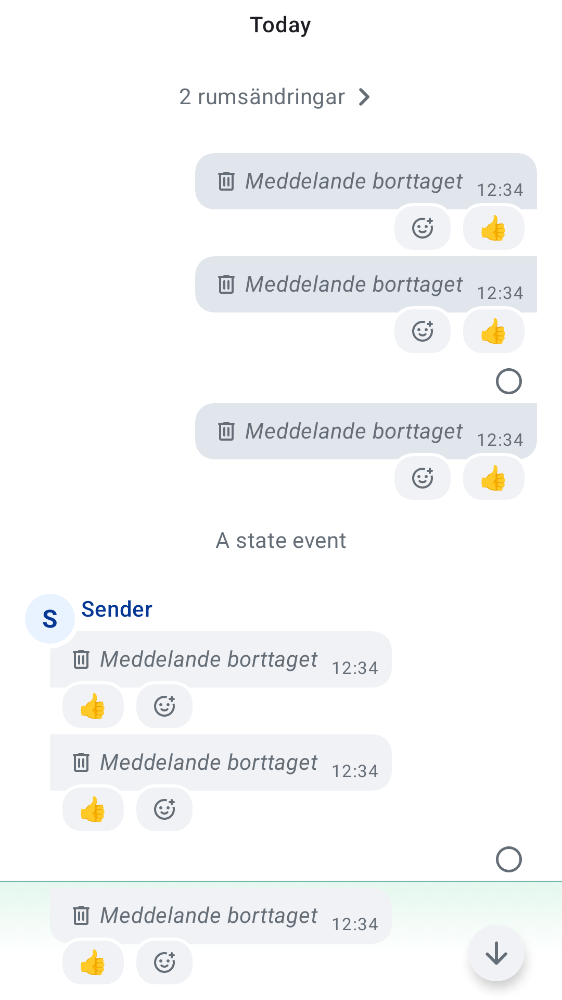 Today
2 rumsändringar
Meddelande borttaget 12:34
👍
Meddelande borttaget 12:34
👍
Meddelande borttaget 12:34
👍
A state event
S Sender
Meddelande borttaget 12:34
👍
Meddelande borttaget 12:34
👍
Meddelande borttaget 12:34
👍